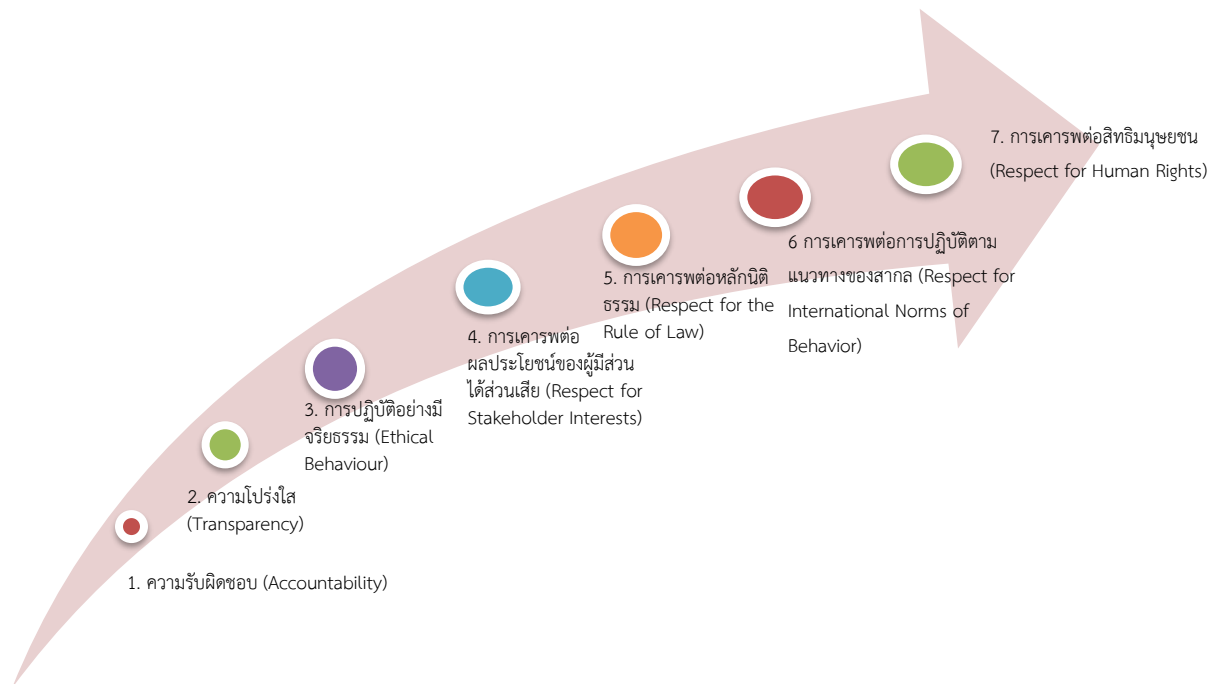 1. ความรับผิดชอบ (Accountability)
2. ความโปร่งใส
(Transparency)
3. การปฏิบัติอย่างมี
จริยธรรม (Ethical
Behaviour)
4. การเคารพต่อ
ผลประโยชน์ของผู้มีส่วน
ได้ส่วนเสีย (Respect for
Stakeholder Interests)
5. การเคารพต่อหลักนิติ
ธรรม (Respect for the
Rule of Law)
6 การเคารพต่อการปฏิบัติตาม
แนวทางของสากล (Respect for
International Norms of
Behavior)
7. การเคารพต่อสิทธิมนุษยชน
(Respect for Human Rights)